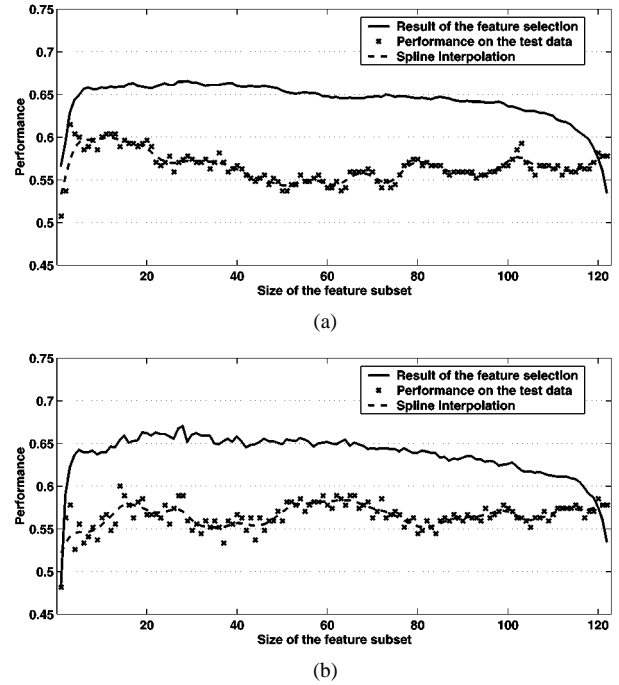 0.75
Result of the feature selection
Performance on the test data
Spline Interpolation
0.7
0.65
0.6
0.55
0.5
0.45
Performance
20 40 60 80 100 120
Size of the feature subset
(a)
0.75
Result of the feature selection
Performance on the test data
Spline Interpolation
0.7
0.65
0.6
0.55
0.5
0.45
Performance
20 40 60 80 100 120
Size of the feature subset
(b)